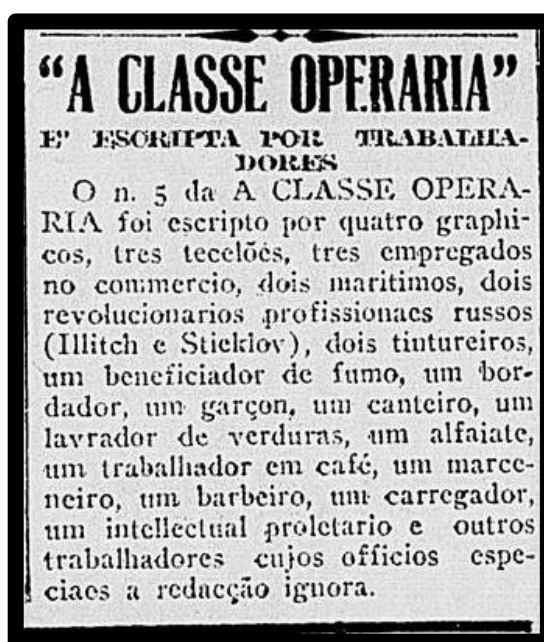 "A CLASSE OPERARIA"
E' ESCRIPTA POR TRABALHA-
DORES
O n. 5 da A CLASSE OPERA-
RIA foi escripto por quatro graphi-
cos, tres tecelões, tres empregados
no commercio, dois maritimos, dois
revolucionarios profissionaes russos
(Illitch e Sticklov), dois tintureiros,
um beneficiador de fumo, um bor-
dador, um garçon, um canteiro, um
lavrador de verduras, um alfaiate,
um trabalhador em café, um marce-
neiro, um barbeiro, um carregador,
um intellectual proletario e outros
trabalhadores cujos officios espe-
ciaes a redacção ignora.